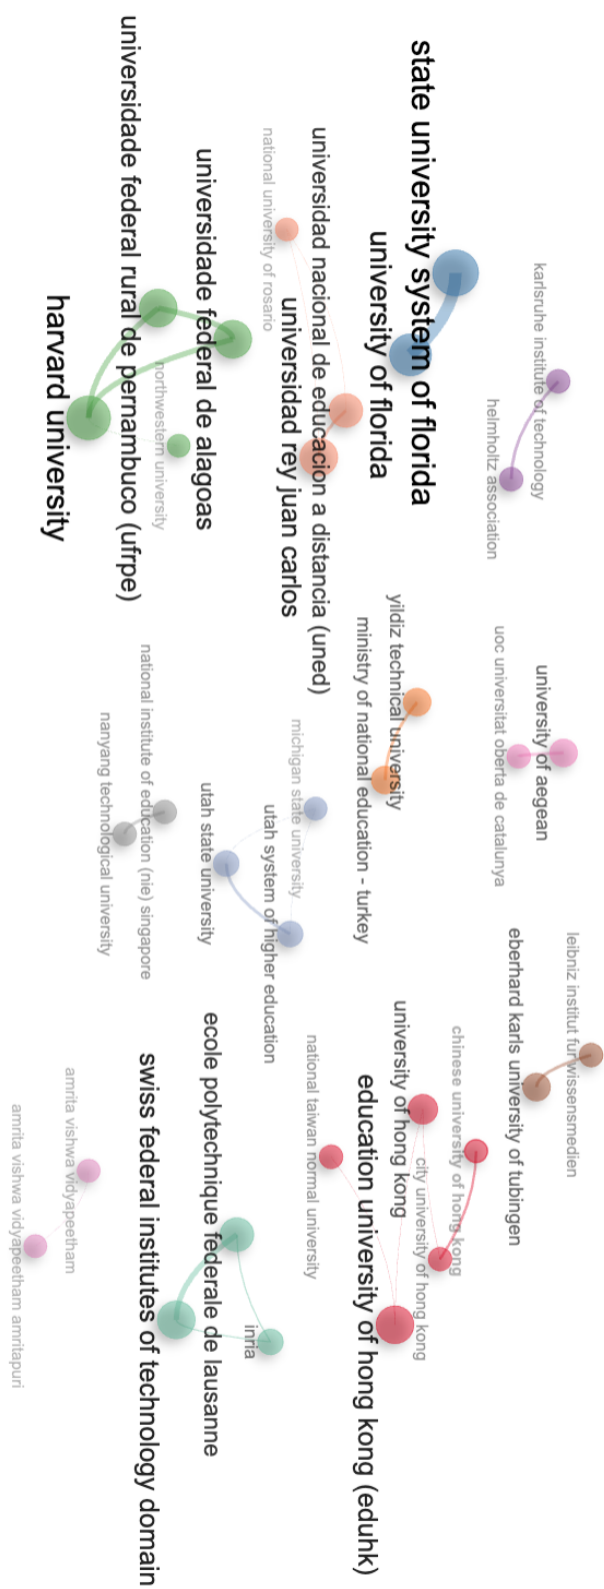 karlsruhe institute of technology
helmholtz association
state university system of florida
university of florida
universidad nacional de educacion a distancia (uned)
universidad rey juan carlos
national university of rosario
universidade federal de alagoas
northwestern university
universidade federal rural de pernambuco (ufrpe)
harvard university
university of aegean
uoc universitat oberta de catalunya
yildiz technical university
ministry of national education - turkey
michigan state university
utah system of higher education
utah state university
national institute of education (nie) singapore
nanyang technological university
leibniz institut fur wissensmedien
eberhard karls university of tubingen
chinese university of hong kong
city university of hong kong
university of hong kong
education university of hong kong (eduhk)
national taiwan normal university
inria
ecole polytechnique federale de lausanne
swiss federal institutes of technology domain
amrita vishwa vidyapeetham
amrita vishwa vidyapeetham amritapuri